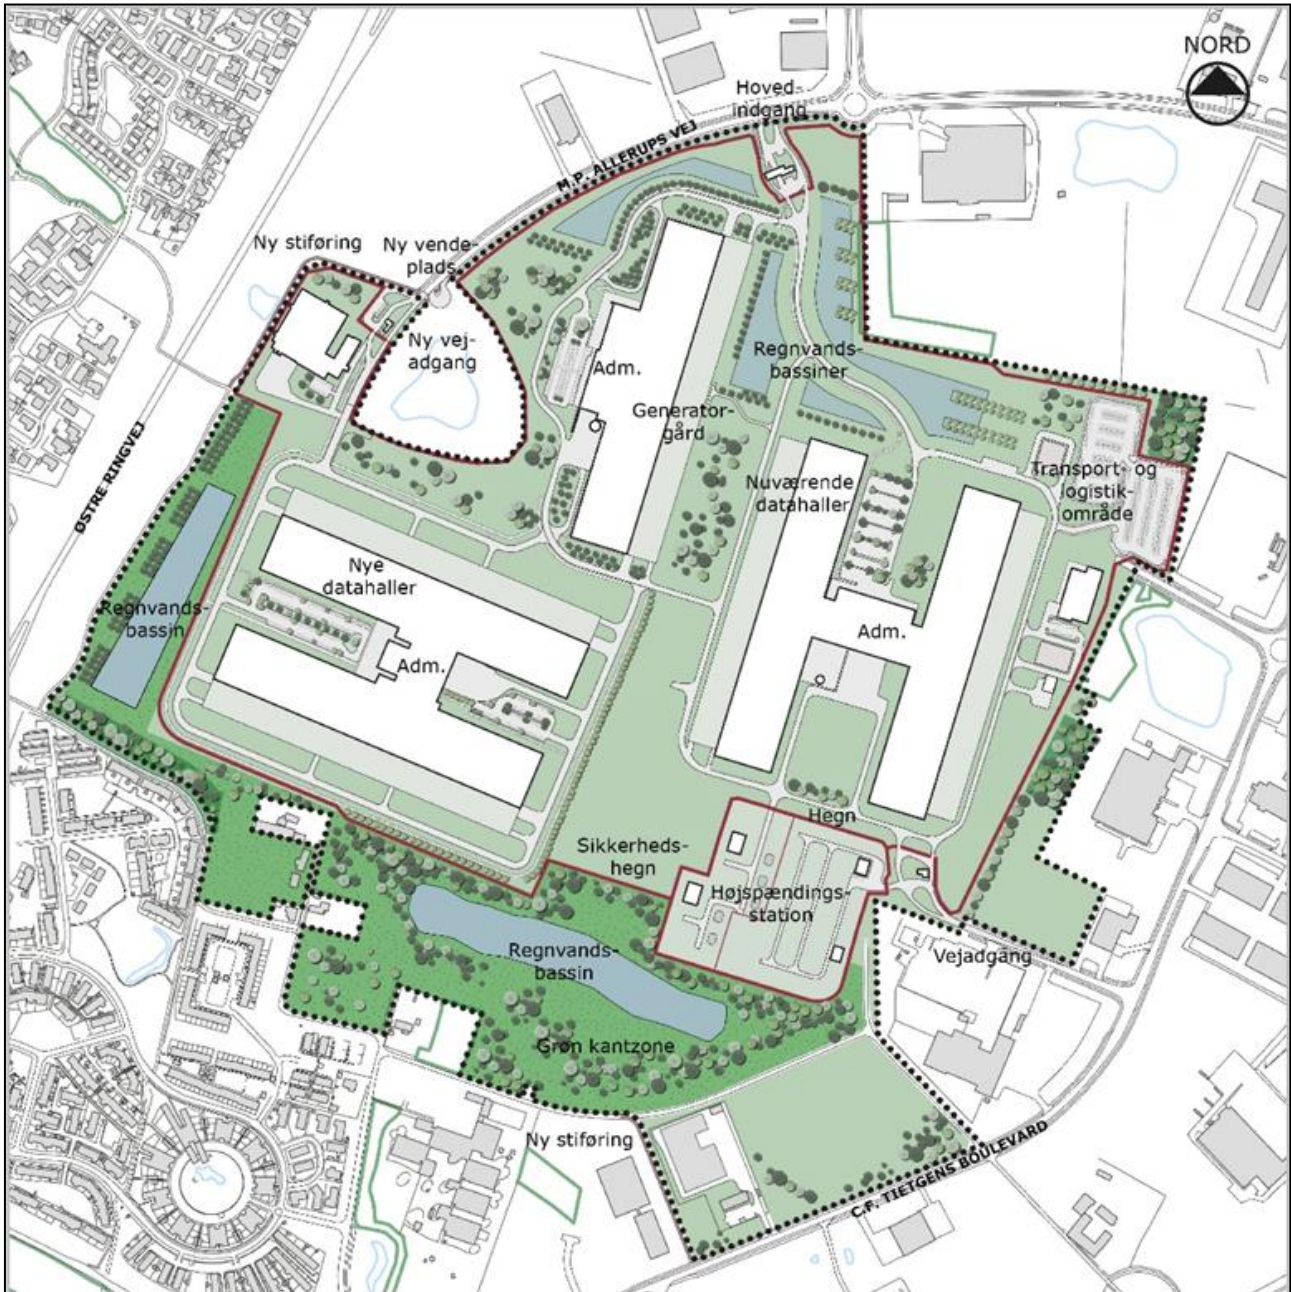 NORD
Hoved-
indgang
M.P. ALLERUPS VEJ
Ny stiføring
Ny vende-
plads
Ny vej-
adgang
Regnvands-
bassiner
Adm.
Generator-
gård
Transport- og
logistik-
område
Nuværende
datahaller
ØSTRE RINGVEJ
Nye
datahaller
Regnvands-
bassin
Adm.
Adm.
Hegn
Sikkerheds-
hegn
Højspændings-
station
Regnvands-
bassin
Vejadgang
Grøn kantzone
Ny stiføring
C.F. TIETGENS BOULEVARD